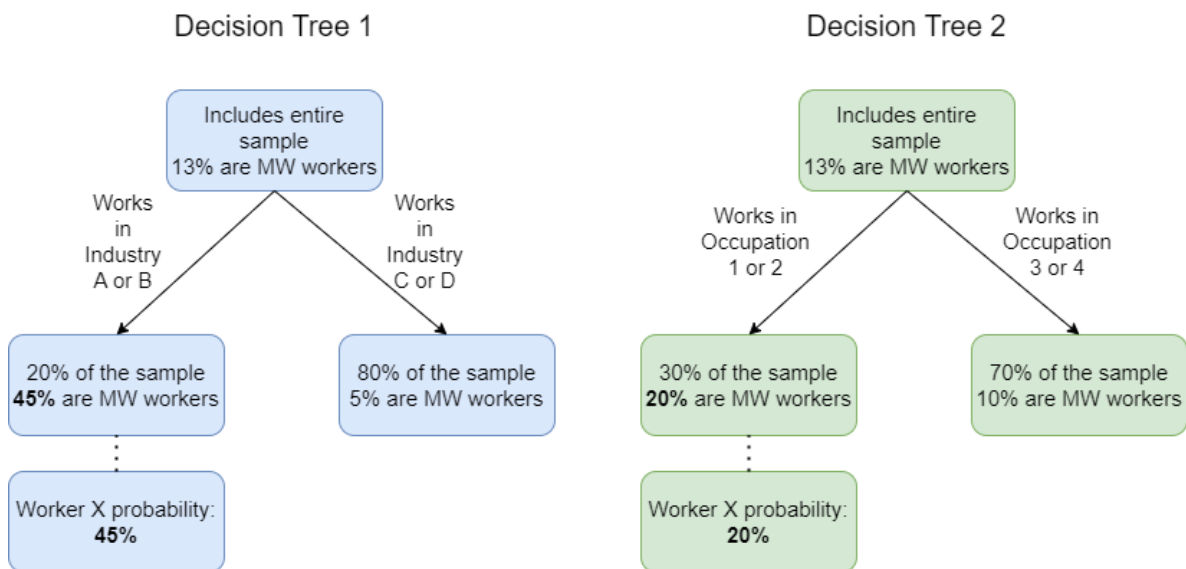 Decision Tree 1
Includes entire
sample
13% are MW workers
Works
in
Industry
A or B
Works
in
Industry
C or D
20% of the sample
45% are MW workers
80% of the sample
5% are MW workers
Worker X probability:
45%
Decision Tree 2
Includes entire
sample
13% are MW workers
Works in
Occupation
1 or 2
Works in
Occupation
3 or 4
30% of the sample
20% are MW workers
70% of the sample
10% are MW workers
Worker X probability:
20%